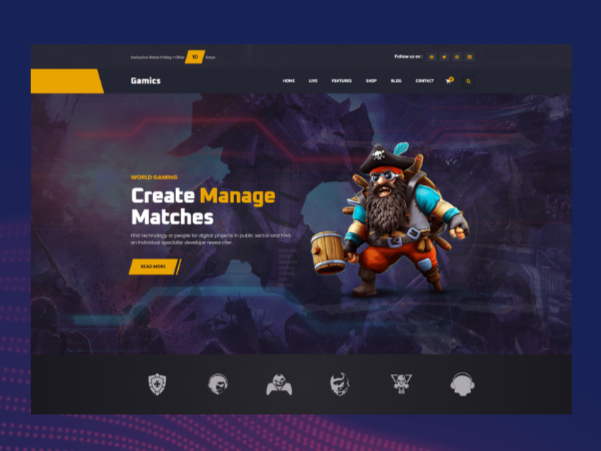 Exclusive Black Friday ! Offer 50 Days
Follow us on :
Gamics
HOME LIVE FEATURES SHOP BLOG CONTACT
WORLD GAMING
Create Manage
Matches
Find technology or people for digital projects in public sector and Find
an individual specialist develope researcher.
READ MORE